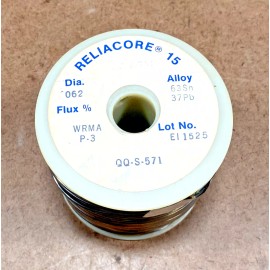 RELIACORE® 15
Dia. Alloy
.062 63Sn
37Pb
Flux %
WRMA Lot No.
P-3 E11525
QQ-S-571